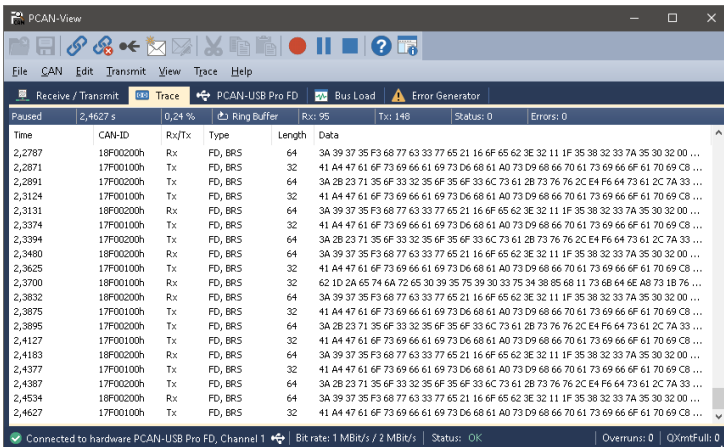 PCAN-View
File CAN Edit Transmit View Trace Help
Receive / Transmit Trace PCAN-USB Pro FD Bus Load Error Generator
Paused 2,4627 s 0,24 % Ring Buffer Rx: 95 Tx: 148 Status: 0 Errors: 0
Time CAN-ID Rx/Tx Type Length Data
2,2787 18F00200h Rx FD, BRS 64 3A 39 37 35 F3 68 77 63 33 77 65 21 16 6F 65 62 3E 32 11 1F 35 38 32 33 7A 35 30 32 00 ...
2,2871 17F00100h Tx FD, BRS 32 41 A4 47 61 6F 73 69 66 61 69 73 D6 68 61 A0 73 D9 68 66 70 61 73 69 66 6F 61 70 69 C8 ...
2,2891 17F00200h Tx FD, BRS 64 3A 2B 23 71 35 6F 33 32 35 6F 35 6F 33 6C 73 61 2B 73 76 76 2C E4 F6 64 73 61 2C 7A 33 ...
2,3124 17F00100h Tx FD, BRS 32 41 A4 47 61 6F 73 69 66 61 69 73 D6 68 61 A0 73 D9 68 66 70 61 73 69 66 6F 61 70 69 C8 ...
2,3131 18F00200h Rx FD, BRS 64 3A 39 37 35 F3 68 77 63 33 77 65 21 16 6F 65 62 3E 32 11 1F 35 38 32 33 7A 35 30 32 00 ...
2,3374 17F00100h Tx FD, BRS 32 41 A4 47 61 6F 73 69 66 61 69 73 D6 68 61 A0 73 D9 68 66 70 61 73 69 66 6F 61 70 69 C8 ...
2,3394 17F00200h Tx FD, BRS 64 3A 2B 23 71 35 6F 33 32 35 6F 35 6F 33 6C 73 61 2B 73 76 76 2C E4 F6 64 73 61 2C 7A 33 ...
2,3480 18F00200h Rx FD, BRS 64 3A 39 37 35 F3 68 77 63 33 77 65 21 16 6F 65 62 3E 32 11 1F 35 38 32 33 7A 35 30 32 00 ...
2,3625 17F00100h Tx FD, BRS 32 41 A4 47 61 6F 73 69 66 61 69 73 D6 68 61 A0 73 D9 68 66 70 61 73 69 66 6F 61 70 69 C8 ...
2,3700 18F00100h Rx FD, BRS 32 62 1D 2A 65 74 6A 72 65 30 39 35 75 39 30 33 75 34 38 85 68 11 73 6B 64 6E A8 73 1B 76 ...
2,3832 18F00200h Rx FD, BRS 64 3A 39 37 35 F3 68 77 63 33 77 65 21 16 6F 65 62 3E 32 11 1F 35 38 32 33 7A 35 30 32 00 ...
2,3875 17F00100h Tx FD, BRS 32 41 A4 47 61 6F 73 69 66 61 69 73 D6 68 61 A0 73 D9 68 66 70 61 73 69 66 6F 61 70 69 C8 ...
2,3895 17F00200h Tx FD, BRS 64 3A 2B 23 71 35 6F 33 32 35 6F 35 6F 33 6C 73 61 2B 73 76 76 2C E4 F6 64 73 61 2C 7A 33 ...
2,4127 17F00100h Tx FD, BRS 32 41 A4 47 61 6F 73 69 66 61 69 73 D6 68 61 A0 73 D9 68 66 70 61 73 69 66 6F 61 70 69 C8 ...
2,4183 18F00200h Rx FD, BRS 64 3A 39 37 35 F3 68 77 63 33 77 65 21 16 6F 65 62 3E 32 11 1F 35 38 32 33 7A 35 30 32 00 ...
2,4377 17F00100h Tx FD, BRS 32 41 A4 47 61 6F 73 69 66 61 69 73 D6 68 61 A0 73 D9 68 66 70 61 73 69 66 6F 61 70 69 C8 ...
2,4387 17F00200h Tx FD, BRS 64 3A 2B 23 71 35 6F 33 32 35 6F 35 6F 33 6C 73 61 2B 73 76 76 2C E4 F6 64 73 61 2C 7A 33 ...
2,4534 18F00200h Rx FD, BRS 64 3A 39 37 35 F3 68 77 63 33 77 65 21 16 6F 65 62 3E 32 11 1F 35 38 32 33 7A 35 30 32 00 ...
2,4627 17F00100h Tx FD, BRS 32 41 A4 47 61 6F 73 69 66 61 69 73 D6 68 61 A0 73 D9 68 66 70 61 73 69 66 6F 61 70 69 C8 ...
Connected to hardware PCAN-USB Pro FD, Channel 1 Bit rate: 1 MBit/s / 2 MBit/s Status: OK Overruns: 0 QXmtFull: 0